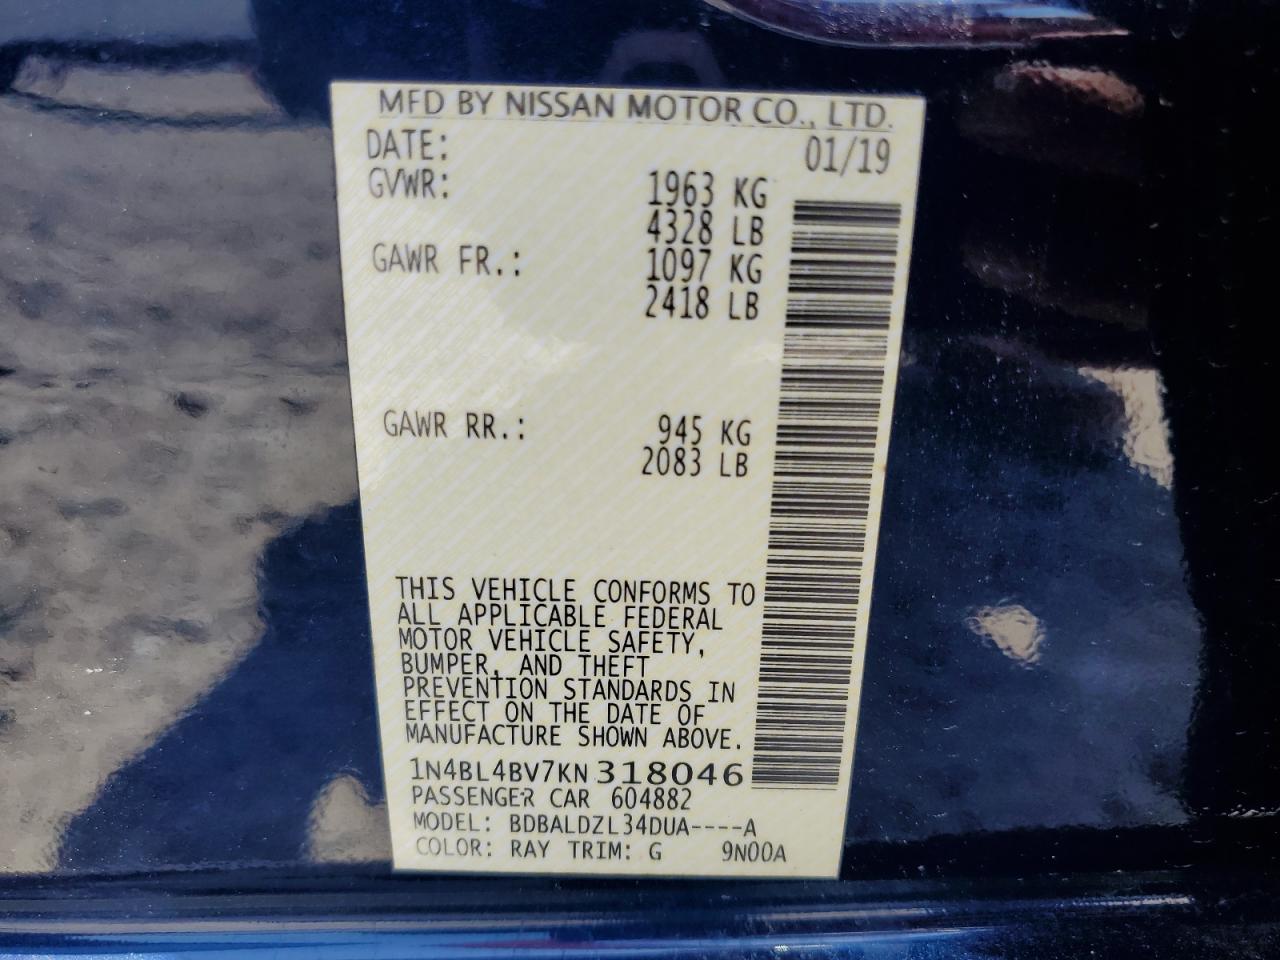 MFD BY NISSAN MOTOR CO., LTD.
DATE: 01/19
GVWR: 1963 KG
4328 LB
GAWR FR.: 1097 KG
2418 LB
GAWR RR.: 945 KG
2083 LB
THIS VEHICLE CONFORMS TO
ALL APPLICABLE FEDERAL
MOTOR VEHICLE SAFETY,
BUMPER, AND THEFT
PREVENTION STANDARDS IN
EFFECT ON THE DATE OF
MANUFACTURE SHOWN ABOVE.
1N4BL4BV7KN318046
PASSENGER CAR 604882
MODEL: BDBALDZL34DUA----A
COLOR: RAY TRIM: G 9N00A